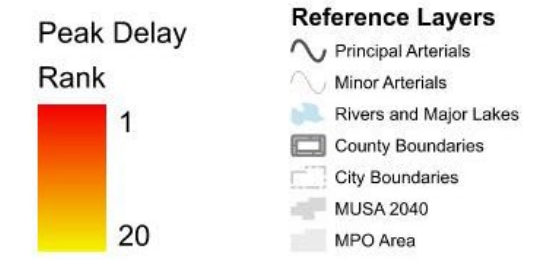 Peak Delay
Rank
1
20
Reference Layers
Principal Arterials
Minor Arterials
Rivers and Major Lakes
County Boundaries
City Boundaries
MUSA 2040
MPO Area